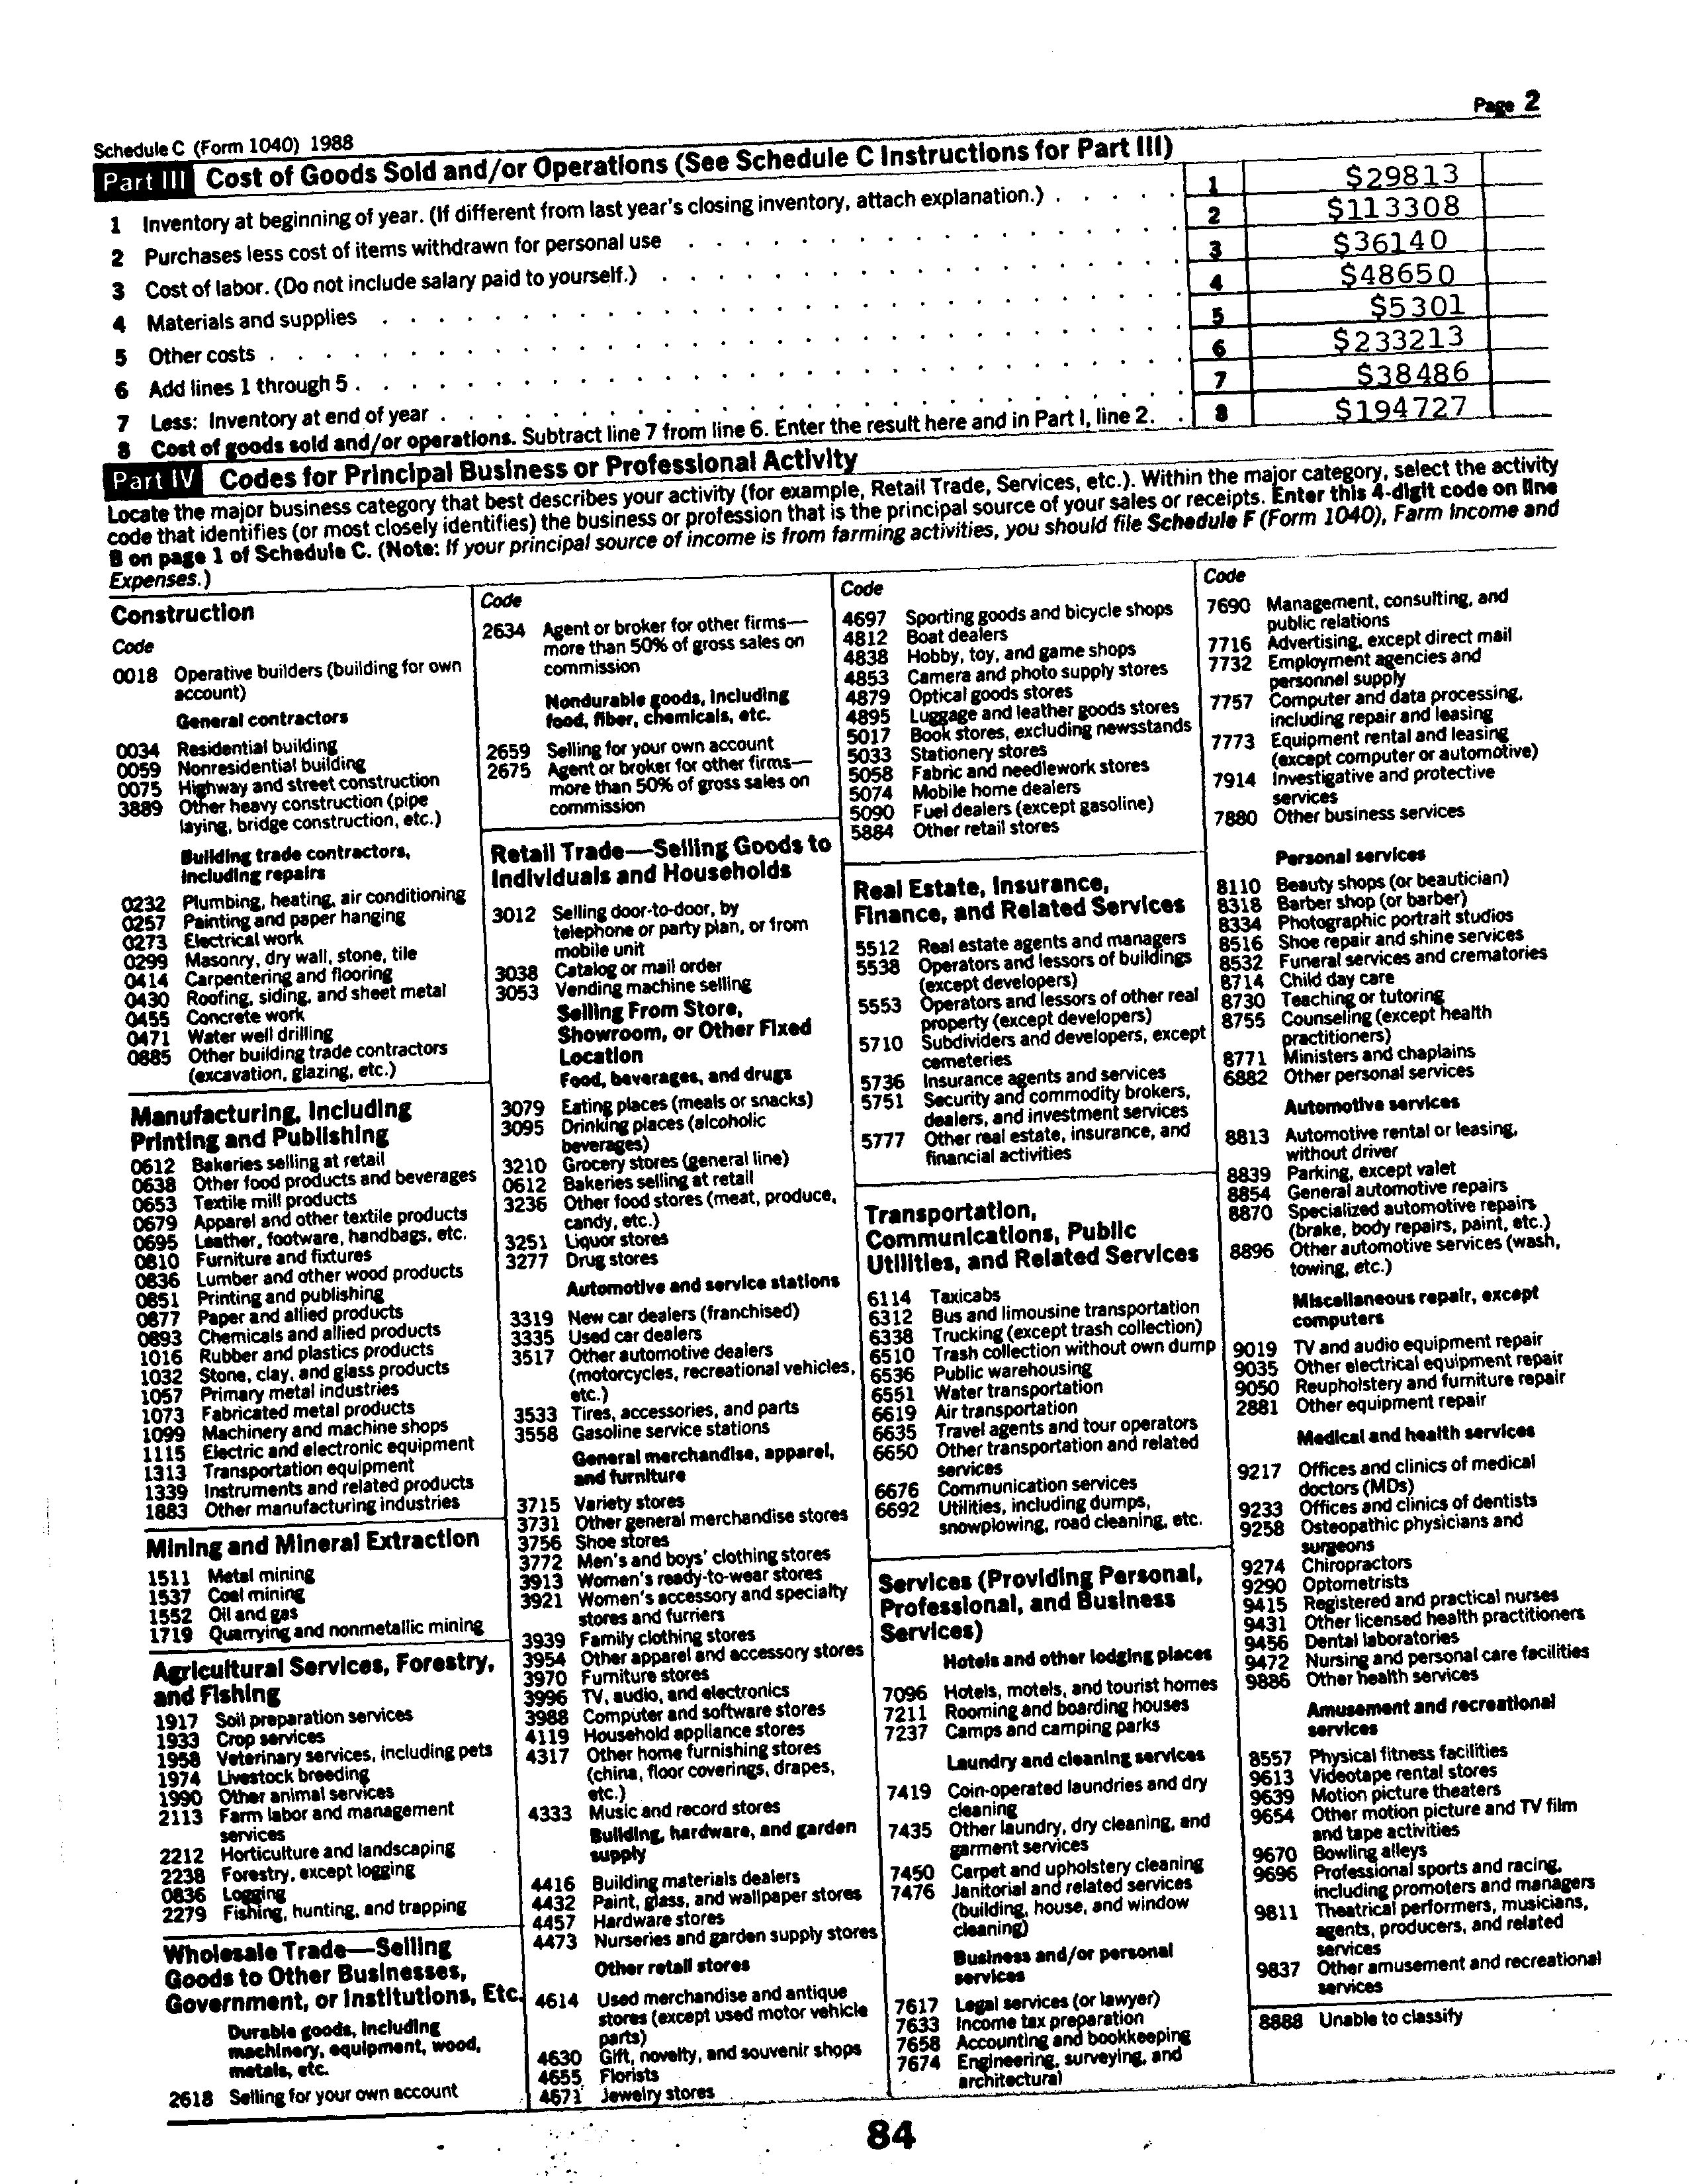 Page 2
Schedule C (Form 1040) 1988
Part III Cost of Goods Sold and/or Operations (See Schedule C Instructions for Part III)
1 Inventory at beginning of year. (If different from last year's closing inventory, attach explanation.) . . . . . 1 $29813
2 Purchases less cost of items withdrawn for personal use 2 $113308
3 Cost of labor. (Do not include salary paid to yourself.) 3 $36140
4 Materials and supplies 4 $48650
5 Other costs 5 $5301
6 Add lines 1 through 5 6 $233213
7 Less: Inventory at end of year 7 $38486
8 Cost of goods sold and/or operations. Subtract line 7 from line 6. Enter the result here and in Part I, line 2. . 8 $194727
Part IV Codes for Principal Business or Professional Activity
Locate the major business category that best describes your activity (for example, Retail Trade, Services, etc.). Within the major category, select the activity
code that identifies (or most closely identifies) the business or profession that is the principal source of your sales or receipts. Enter this 4-digit code on line
B on page 1 of Schedule C. (Note: If your principal source of income is from farming activities, you should file Schedule F (Form 1040), Farm Income and
Expenses.)
Construction
Code
0018 Operative builders (building for own
account)
General contractors
0034 Residential building
0059 Nonresidential building
0075 Highway and street construction
3889 Other heavy construction (pipe
laying, bridge construction, etc.)
Building trade contractors,
including repairs
0232 Plumbing, heating, air conditioning
0257 Painting and paper hanging
0273 Electrical work
0299 Masonry, dry wall, stone, tile
0414 Carpentering and flooring
0430 Roofing, siding, and sheet metal
0455 Concrete work
0471 Water well drilling
0885 Other building trade contractors
(excavation, glazing, etc.)
Manufacturing, Including
Printing and Publishing
0612 Bakeries selling at retail
0638 Other food products and beverages
0653 Textile mill products
0679 Apparel and other textile products
0695 Leather, footware, handbags, etc.
0810 Furniture and fixtures
0836 Lumber and other wood products
0851 Printing and publishing
0877 Paper and allied products
0893 Chemicals and allied products
1016 Rubber and plastics products
1032 Stone, clay, and glass products
1057 Primary metal industries
1073 Fabricated metal products
1099 Machinery and machine shops
1115 Electric and electronic equipment
1313 Transportation equipment
1339 Instruments and related products
1883 Other manufacturing industries
Mining and Mineral Extraction
1511 Metal mining
1537 Coal mining
1552 Oil and gas
1719 Quarrying and nonmetallic mining
Agricultural Services, Forestry,
and Fishing
1917 Soil preparation services
1933 Crop services
1958 Veterinary services, including pets
1974 Livestock breeding
1990 Other animal services
2113 Farm labor and management
services
2212 Horticulture and landscaping
2238 Forestry, except logging
0836 Logging
2279 Fishing, hunting, and trapping
Wholesale Trade—Selling
Goods to Other Businesses,
Government, or Institutions, Etc.
Durable goods, including
machinery, equipment, wood,
metals, etc.
2618 Selling for your own account
Code
2634 Agent or broker for other firms—
more than 50% of gross sales on
commission
Nondurable goods, including
food, fiber, chemicals, etc.
2659 Selling for your own account
2675 Agent or broker for other firms—
more than 50% of gross sales on
commission
Retail Trade—Selling Goods to
Individuals and Households
3012 Selling door-to-door, by
telephone or party plan, or from
mobile unit
3038 Catalog or mail order
3053 Vending machine selling
Selling From Store,
Showroom, or Other Fixed
Location
Food, beverages, and drugs
3079 Eating places (meals or snacks)
3095 Drinking places (alcoholic
beverages)
3210 Grocery stores (general line)
0612 Bakeries selling at retail
3236 Other food stores (meat, produce,
candy, etc.)
3251 Liquor stores
3277 Drug stores
Automotive and service stations
3319 New car dealers (franchised)
3335 Used car dealers
3517 Other automotive dealers
(motorcycles, recreational vehicles,
etc.)
3533 Tires, accessories, and parts
3558 Gasoline service stations
General merchandise, apparel,
and furniture
3715 Variety stores
3731 Other general merchandise stores
3756 Shoe stores
3772 Men's and boys' clothing stores
3913 Women's ready-to-wear stores
3921 Women's accessory and specialty
stores and furriers
3939 Family clothing stores
3954 Other apparel and accessory stores
3970 Furniture stores
3996 TV, audio, and electronics
3988 Computer and software stores
4119 Household appliance stores
4317 Other home furnishing stores
(china, floor coverings, drapes,
etc.)
4333 Music and record stores
Building, hardware, and garden
supply
4416 Building materials dealers
4432 Paint, glass, and wallpaper stores
4457 Hardware stores
4473 Nurseries and garden supply stores
Other retail stores
4614 Used merchandise and antique
stores (except used motor vehicle
parts)
4630 Gift, novelty, and souvenir shops
4655 Florists
4671 Jewelry stores
Code
4697 Sporting goods and bicycle shops
4812 Boat dealers
4838 Hobby, toy, and game shops
4853 Camera and photo supply stores
4879 Optical goods stores
4895 Luggage and leather goods stores
5017 Book stores, excluding newsstands
5033 Stationery stores
5058 Fabric and needlework stores
5074 Mobile home dealers
5090 Fuel dealers (except gasoline)
5884 Other retail stores
Real Estate, Insurance,
Finance, and Related Services
5512 Real estate agents and managers
5538 Operators and lessors of buildings
(except developers)
5553 Operators and lessors of other real
property (except developers)
5710 Subdividers and developers, except
cemeteries
5736 Insurance agents and services
5751 Security and commodity brokers,
dealers, and investment services
5777 Other real estate, insurance, and
financial activities
Transportation,
Communications, Public
Utilities, and Related Services
6114 Taxicabs
6312 Bus and limousine transportation
6338 Trucking (except trash collection)
6510 Trash collection without own dump
6536 Public warehousing
6551 Water transportation
6619 Air transportation
6635 Travel agents and tour operators
6650 Other transportation and related
services
6676 Communication services
6692 Utilities, including dumps,
snowplowing, road cleaning, etc.
Services (Providing Personal,
Professional, and Business
Services)
Hotels and other lodging places
7096 Hotels, motels, and tourist homes
7211 Rooming and boarding houses
7237 Camps and camping parks
Laundry and cleaning services
7419 Coin-operated laundries and dry
cleaning
7435 Other laundry, dry cleaning, and
garment services
7450 Carpet and upholstery cleaning
7476 Janitorial and related services
(building, house, and window
cleaning)
Business and/or personal
services
7617 Legal services (or lawyer)
7633 Income tax preparation
7658 Accounting and bookkeeping
7674 Engineering, surveying, and
architectural
Code
7690 Management, consulting, and
public relations
7716 Advertising, except direct mail
7732 Employment agencies and
personnel supply
7757 Computer and data processing,
including repair and leasing
7773 Equipment rental and leasing
(except computer or automotive)
7914 Investigative and protective
services
7880 Other business services
Personal services
8110 Beauty shops (or beautician)
8318 Barber shop (or barber)
8334 Photographic portrait studios
8516 Shoe repair and shine services
8532 Funeral services and crematories
8714 Child day care
8730 Teaching or tutoring
8755 Counseling (except health
practitioners)
8771 Ministers and chaplains
6882 Other personal services
Automotive services
8813 Automotive rental or leasing,
without driver
8839 Parking, except valet
8854 General automotive repairs
8870 Specialized automotive repairs
(brake, body repairs, paint, etc.)
8896 Other automotive services (wash,
towing, etc.)
Miscellaneous repair, except
computers
9019 TV and audio equipment repair
9035 Other electrical equipment repair
9050 Reupholstery and furniture repair
2881 Other equipment repair
Medical and health services
9217 Offices and clinics of medical
doctors (MDs)
9233 Offices and clinics of dentists
9258 Osteopathic physicians and
surgeons
9274 Chiropractors
9290 Optometrists
9415 Registered and practical nurses
9431 Other licensed health practitioners
9456 Dental laboratories
9472 Nursing and personal care facilities
9886 Other health services
Amusement and recreational
services
8557 Physical fitness facilities
9613 Videotape rental stores
9639 Motion picture theaters
9654 Other motion picture and TV film
and tape activities
9670 Bowling alleys
9696 Professional sports and racing,
including promoters and managers
9811 Theatrical performers, musicians,
agents, producers, and related
services
9837 Other amusement and recreational
services
8888 Unable to classify
84